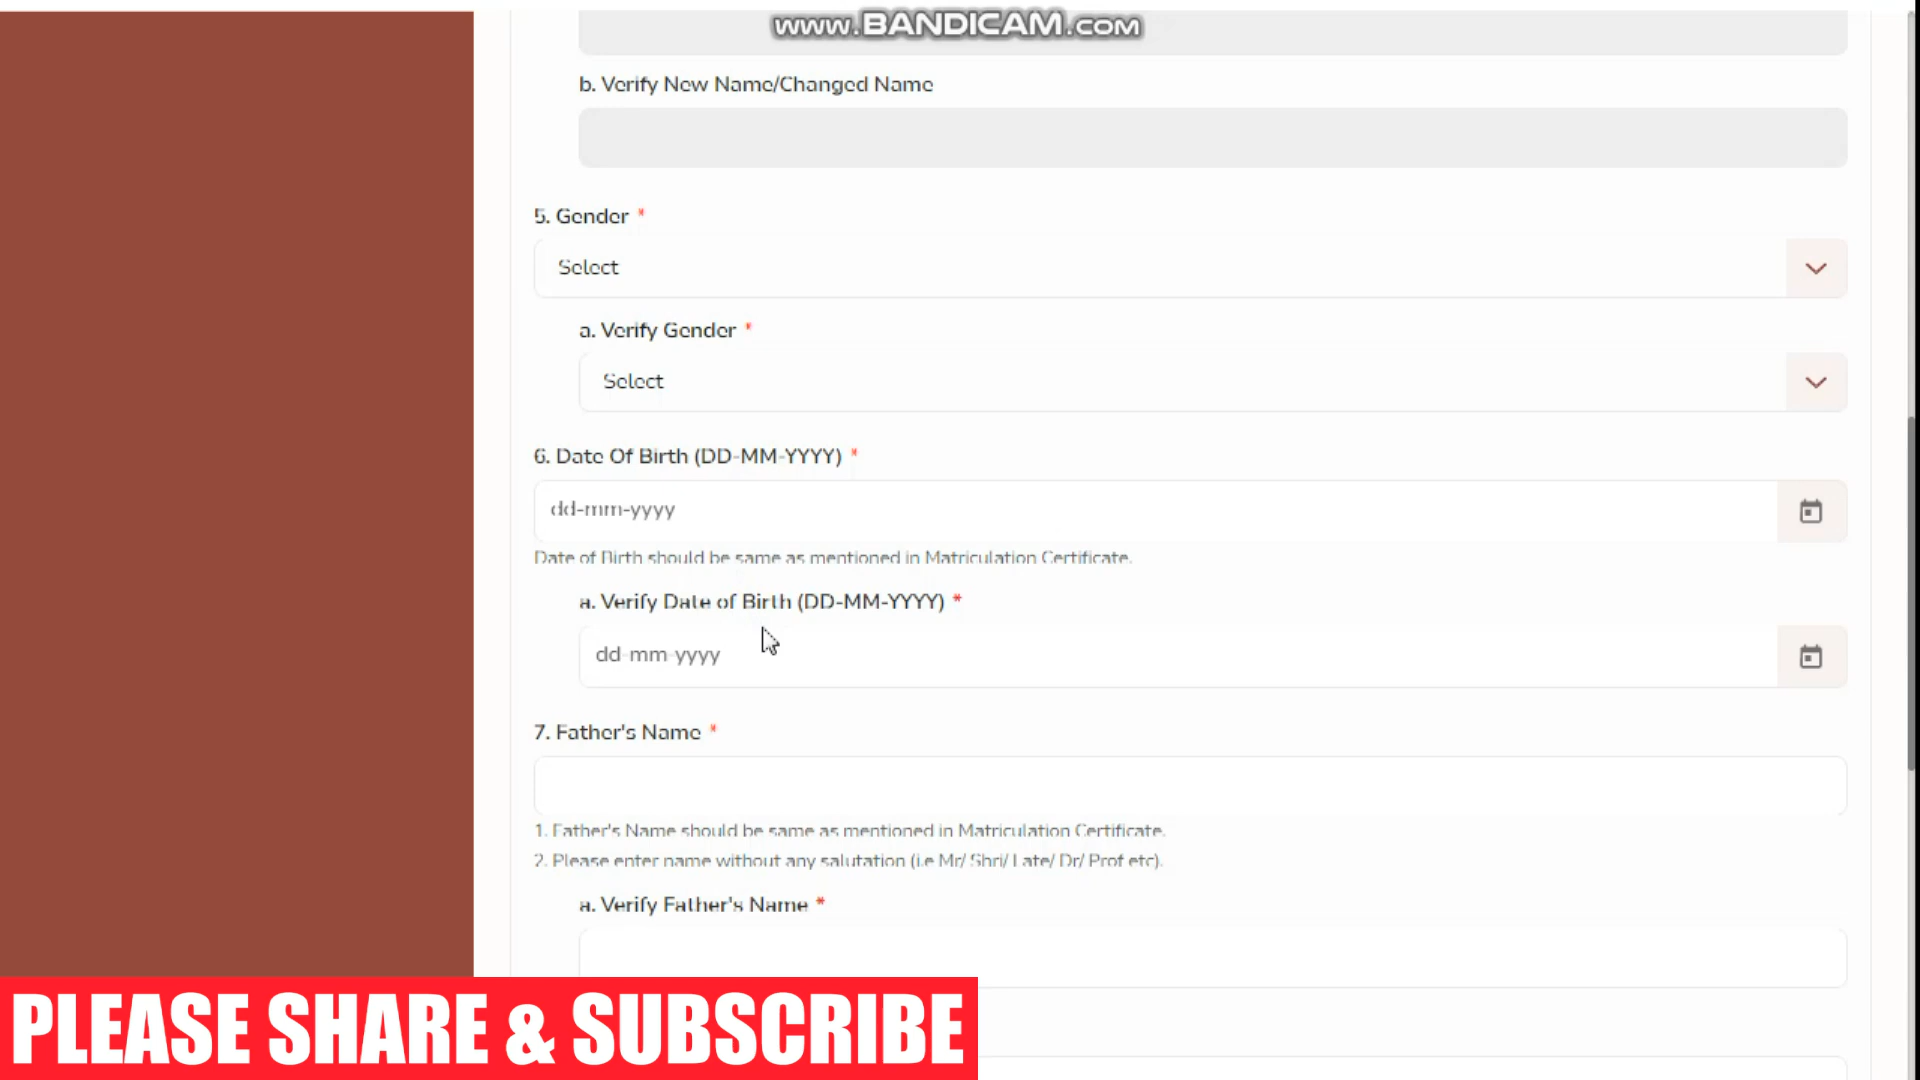 www.BANDICAM.com
b. Verify New Name/Changed Name
5. Gender *
Select
a. Verify Gender *
Select
6. Date Of Birth (DD-MM-YYYY) *
dd-mm-yyyy
Date of Birth should be same as mentioned in Matriculation Certificate.
a. Verify Date of Birth (DD-MM-YYYY) *
dd-mm-yyyy
7. Father's Name *
1. Father's Name should be same as mentioned in Matriculation Certificate.
2. Please enter name without any salutation (i.e Mr/ Shri/ Late/ Dr/ Prof etc).
a. Verify Father's Name *
PLEASE SHARE & SUBSCRIBE